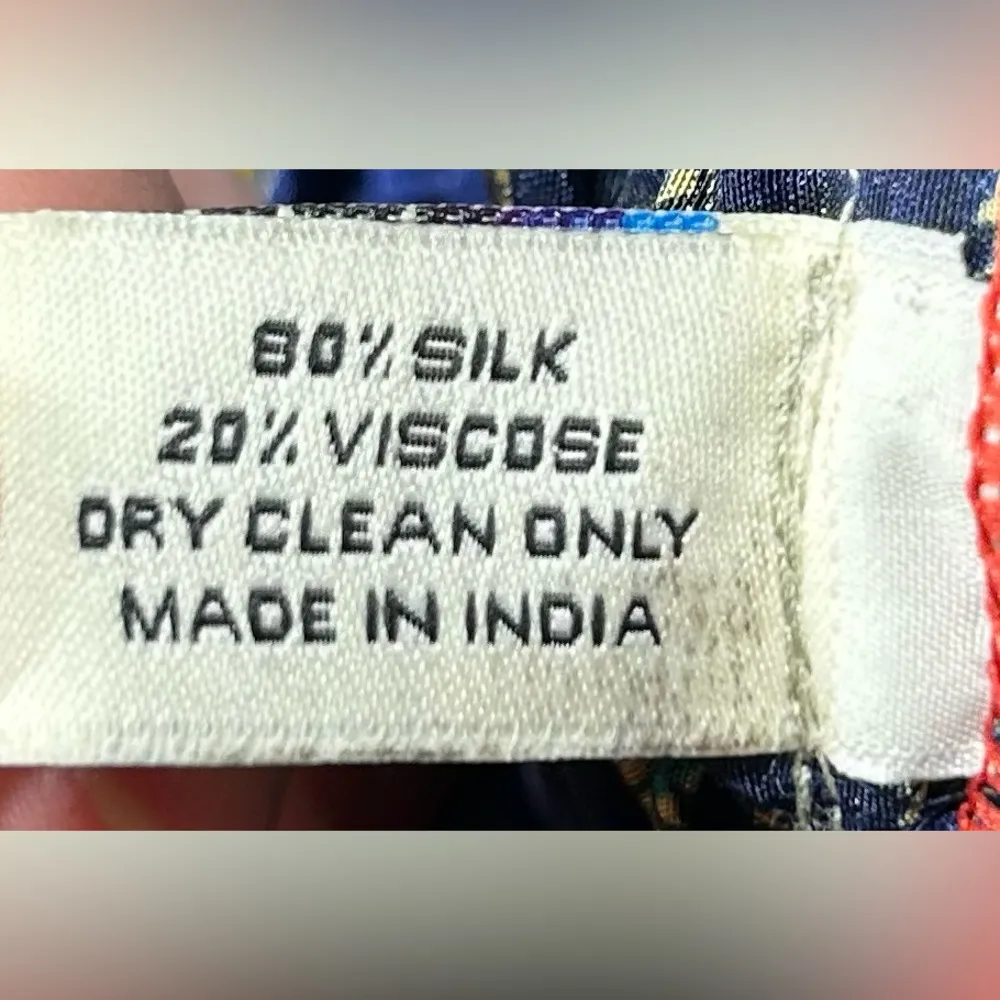 80% SILK
20% VISCOSE
DRY CLEAN ONLY
MADE IN INDIA